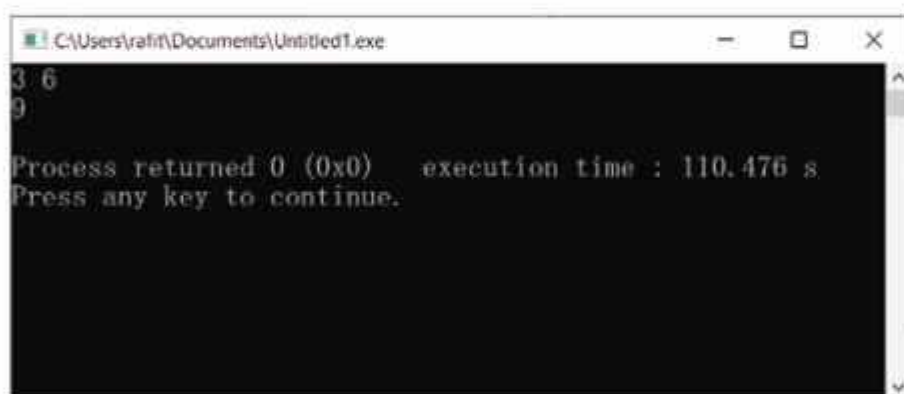 C:\Users\rafit\Documents\Untitled1.exe
3 6
9
Process returned 0 (0x0)   execution time : 110.476 s
Press any key to continue.